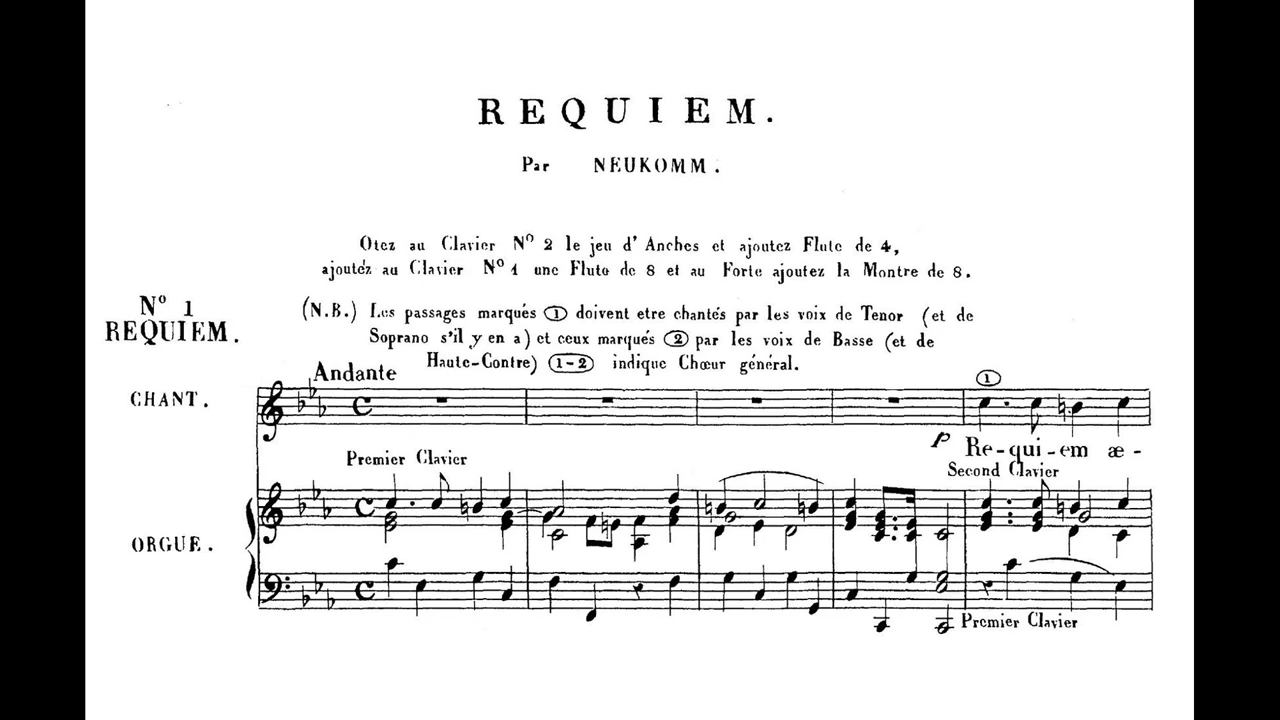 REQUIEM.
Par NEUKOMM.
Otez au Clavier Nº 2 le jeu d'Anches et ajoutez Flute de 4,
ajoutéz au Clavier Nº 1 une Flute de 8 et au Forte ajoutez la Montre de 8.
Nº 1
REQUIEM.
(N.B.) Les passages marqués 1 doivent etre chantés par les voix de Tenor (et de
Soprano s'il y en a) et ceux marqués 2 par les voix de Basse (et de
Haute-Contre) 1-2 indique Chœur général.
Andante
CHANT.
1
p
Re-qui-em æ-
Premier Clavier
Second Clavier
ORGUE.
Premier Clavier